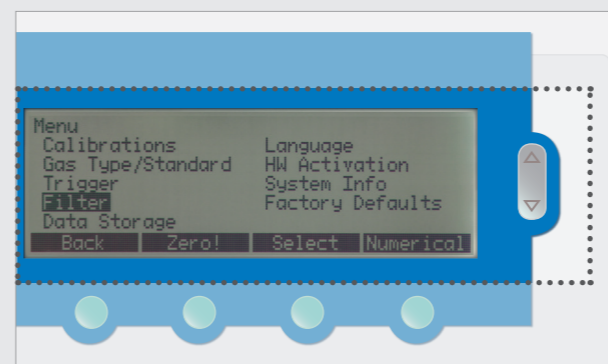 Menu
Calibrations
Gas Type/Standard
Trigger
Filter
Data Storage
Language
HW Activation
System Info
Factory Defaults
Back Zero! Select Numerical